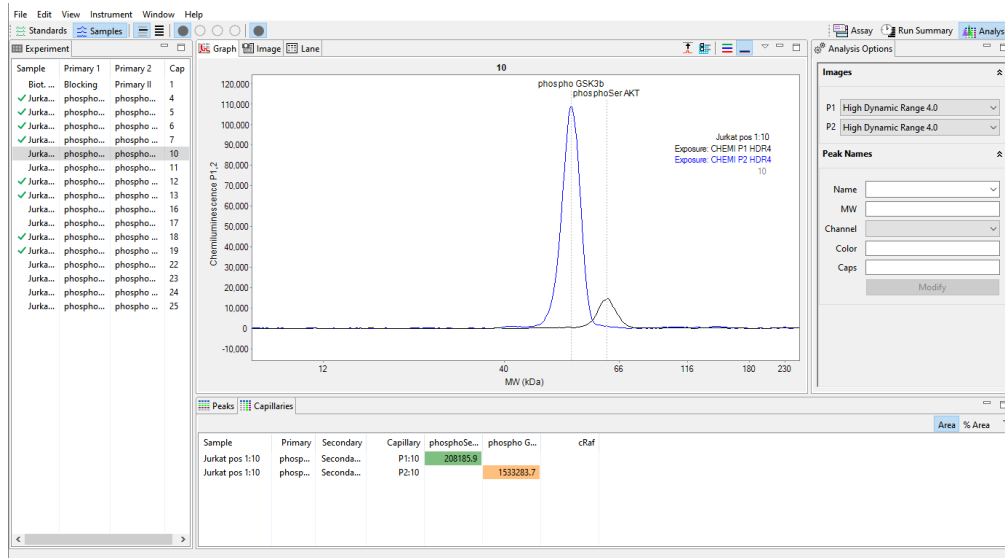 File Edit View Instrument Window Help
Standards Samples Assay Run Summary Analys
Experiment
Sample Primary 1 Primary 2 Cap
Biot. ... Blocking Primary II 1
Jurka... phospho... phospho... 4
Jurka... phospho... phospho... 5
Jurka... phospho... phospho ... 6
Jurka... phospho... phospho ... 7
Jurka... phospho... phospho... 10
Jurka... phospho... phospho... 11
Jurka... phospho... phospho ... 12
Jurka... phospho... phospho ... 13
Jurka... phospho... phospho... 16
Jurka... phospho... phospho... 17
Jurka... phospho... phospho ... 18
Jurka... phospho... phospho ... 19
Jurka... phospho... phospho... 22
Jurka... phospho... phospho... 23
Jurka... phospho... phospho ... 24
Jurka... phospho... phospho ... 25
Graph Image Lane
10
phospho GSK3b
phosphoSer AKT
Jurkat pos 1:10
Exposure: CHEMI P1 HDR4
Exposure: CHEMI P2 HDR4
10
Chemiluminescence P1,2
120,000
110,000
100,000
90,000
80,000
70,000
60,000
50,000
40,000
30,000
20,000
10,000
0
-10,000
12 40 66 116 180 230
MW (kDa)
Analysis Options
Images
P1 High Dynamic Range 4.0
P2 High Dynamic Range 4.0
Peak Names
Name
MW
Channel
Color
Caps
Modify
Peaks Capillaries
Area % Area
Sample Primary Secondary Capillary phosphoSe... phospho G... cRaf
Jurkat pos 1:10 phosp... Seconda... P1:10 208185.9
Jurkat pos 1:10 phosp... Seconda... P2:10 1533283.7